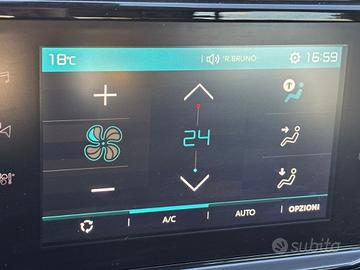 18°C 'R.BRUNO 16:59
24
A/C AUTO OPZIONI
subito